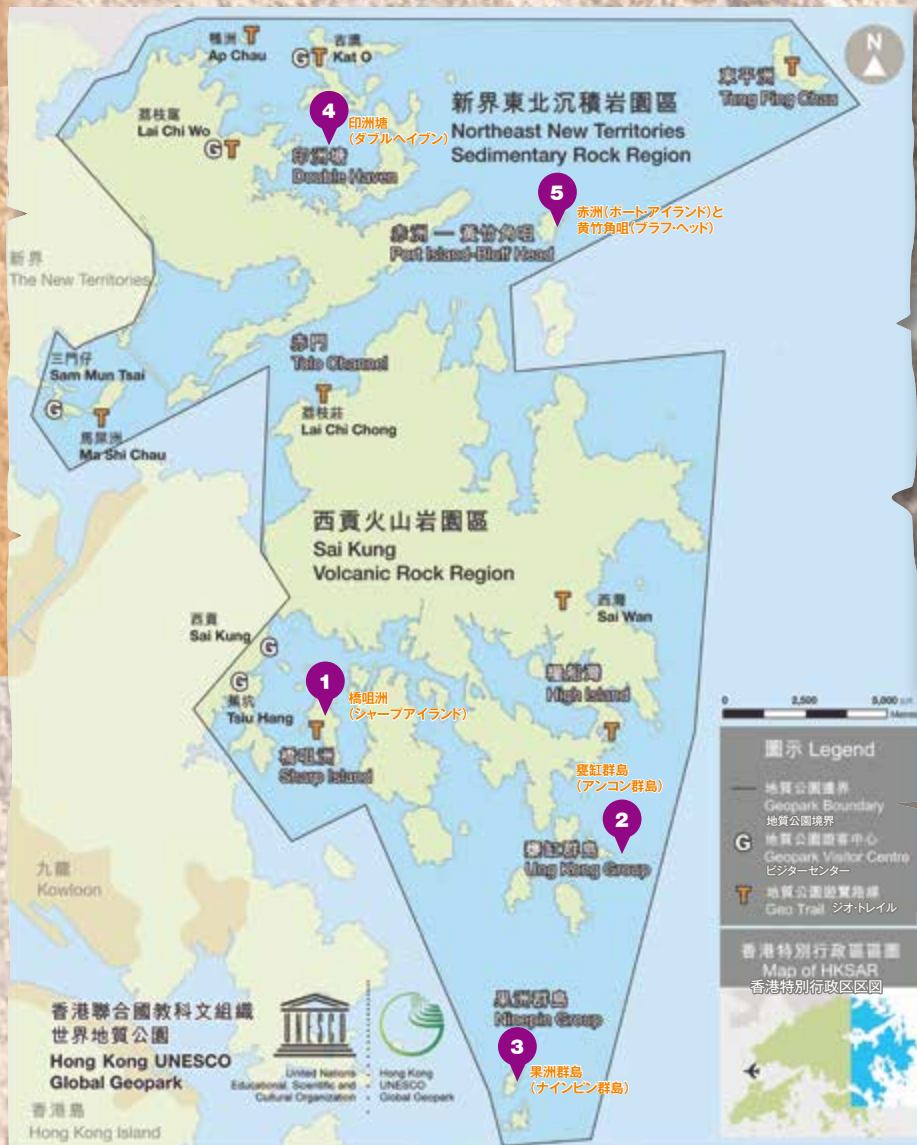 鴨洲
Ap Chau
吉澳
Kat O
G T
T
N
東平洲
Tung Ping Chau
T
荔枝窩
Lai Chi Wo
G T
4
印洲塘
(ダブルヘイブン)
印洲塘
Double Haven
新界東北沉積岩園區
Northeast New Territories
Sedimentary Rock Region
5
赤洲(ポート・アイランド)と
黄竹角咀(ブラフ・ヘッド)
赤洲 — 黃竹角咀
Port Island-Bluff Head
新界
The New Territories
三門仔
Sam Mun Tsai
G
T
馬屎洲
Ma Shi Chau
赤門
Tolo Channel
T
荔枝莊
Lai Chi Chong
西貢火山岩園區
Sai Kung
Volcanic Rock Region
T
西灣
Sai Wan
西貢
Sai Kung
G
G
蕉坑
Tsiu Hang
1
橋咀洲
(シャープアイランド)
T
橋咀洲
Sharp Island
糧船灣
High Island
T
甕缸群島
(アンコン群島)
2
甕缸群島
Ung Kong Group
九龍
Kowloon
果洲群島
Ninepin Group
3
果洲群島
(ナインピン群島)
香港聯合國教科文組織
世界地質公園
Hong Kong UNESCO
Global Geopark
UNESCO
United Nations
Educational, Scientific and
Cultural Organization
Hong Kong
UNESCO
Global Geopark
香港島
Hong Kong Island
0 2,500 5,000
圖示 Legend
地質公園邊界
Geopark Boundary
地質公園境界
G
地質公園遊客中心
Geopark Visitor Centre
ビジターセンター
T
地質公園遊覽路線
Geo Trail ジオ・トレイル
香港特別行政區區圖
Map of HKSAR
香港特別行政区区図